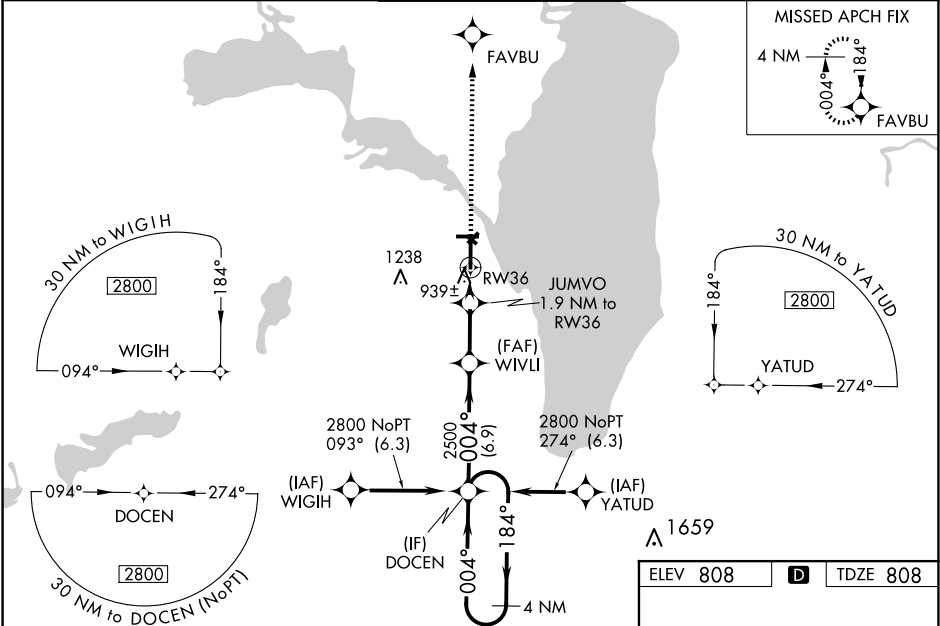 MISSED APCH FIX
4 NM
184°
004°
FAVBU
FAVBU
30 NM to WIGIH
2800
184°
WIGIH
094°
1238
939±
RW36
JUMVO
1.9 NM to
RW36
(FAF)
WIVLI
30 NM to YATUD
184°
2800
YATUD
274°
2800 NoPT
093° (6.3)
2500
004°
(6.9)
2800 NoPT
274° (6.3)
094°
274°
DOCEN
2800
30 NM to DOCEN (NoPT)
(IAF)
WIGIH
(IAF)
YATUD
(IF)
DOCEN
004°
184°
4 NM
1659
ELEV 808
D
TDZE 808